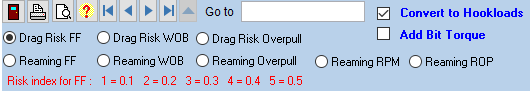 Go to
Convert to Hookloads
Add Bit Torque
Drag Risk FF Drag Risk WOB Drag Risk Overpull
Reaming FF Reaming WOB Reaming Overpull Reaming RPM Reaming ROP
Risk index for FF : 1 = 0.1 2 = 0.2 3 = 0.3 4 = 0.4 5 = 0.5